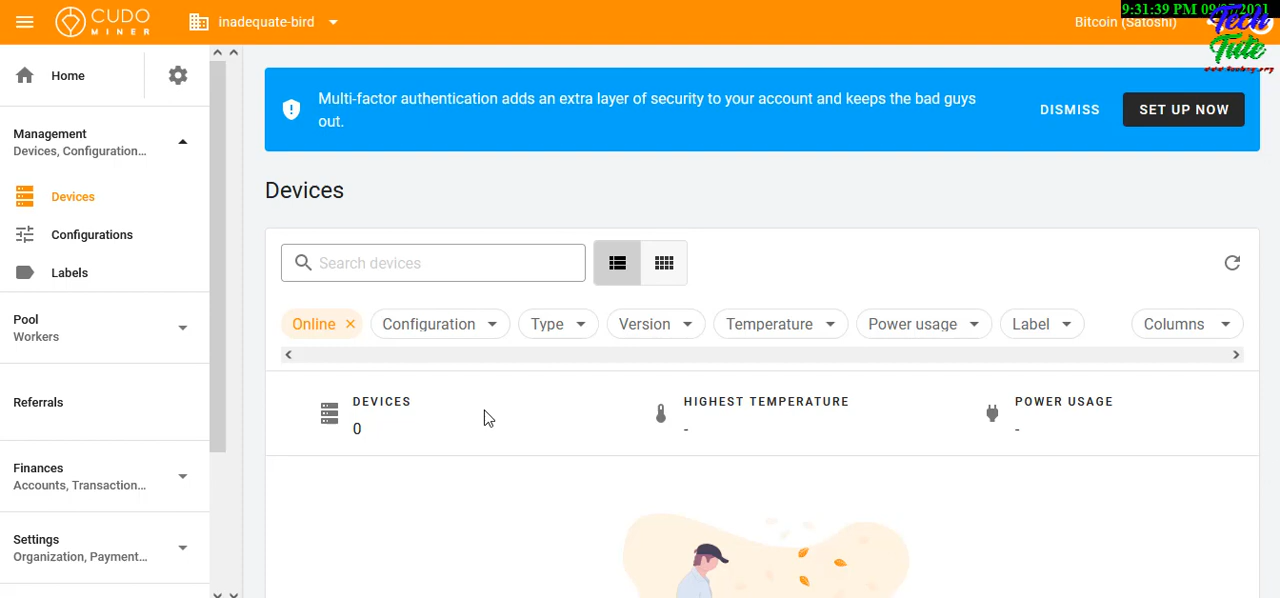 CUDO
MINER
inadequate-bird
Bitcoin (Satoshi)
9:31:39 PM
Tech
Tute
Home
Management
Devices, Configuration...
Devices
Configurations
Labels
Pool
Workers
Referrals
Finances
Accounts, Transaction...
Settings
Organization, Payment...
Multi-factor authentication adds an extra layer of security to your account and keeps the bad guys
out.
DISMISS
SET UP NOW
Devices
Search devices
Online
Configuration
Type
Version
Temperature
Power usage
Label
Columns
DEVICES
0
HIGHEST TEMPERATURE
-
POWER USAGE
-